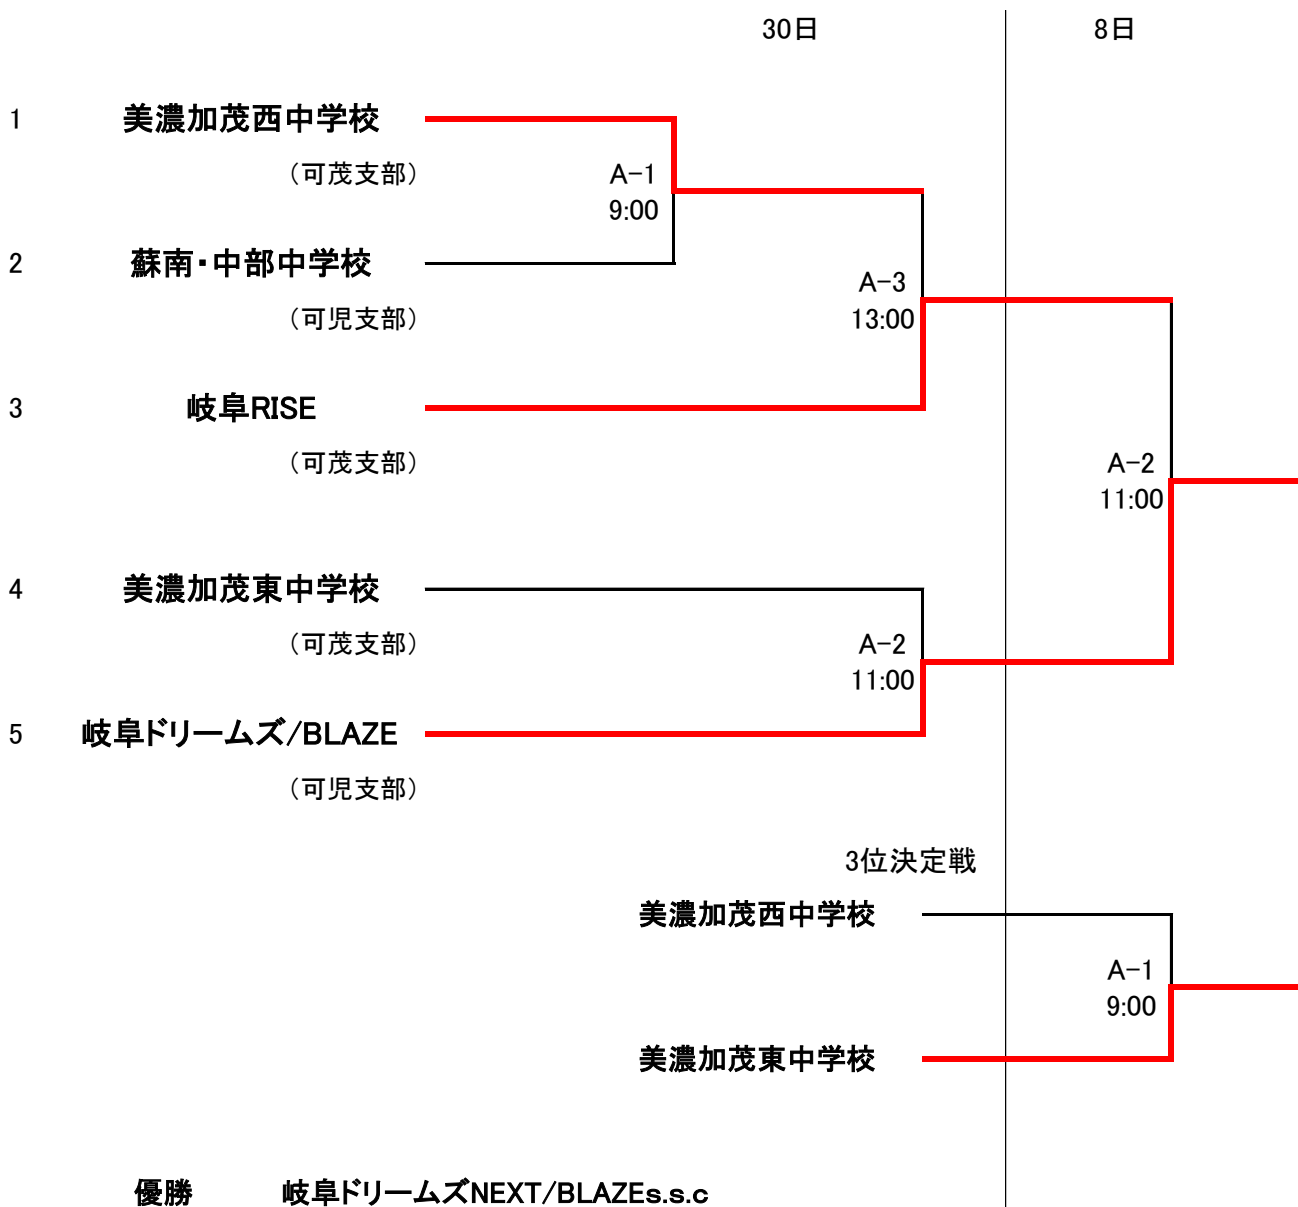 30日 8日
1 美濃加茂西中学校
（可茂支部）
A-1
9:00
2 蘇南・中部中学校
A-3
（可児支部）
13:00
3 岐阜RISE
（可茂支部）
A-2
11:00
4 美濃加茂東中学校
（可茂支部）
A-2
11:00
5 岐阜ドリームズ/BLAZE
（可児支部）
3位決定戦
美濃加茂西中学校
A-1
9:00
美濃加茂東中学校
優勝 岐阜ドリームズNEXT/BLAZEs.s.c